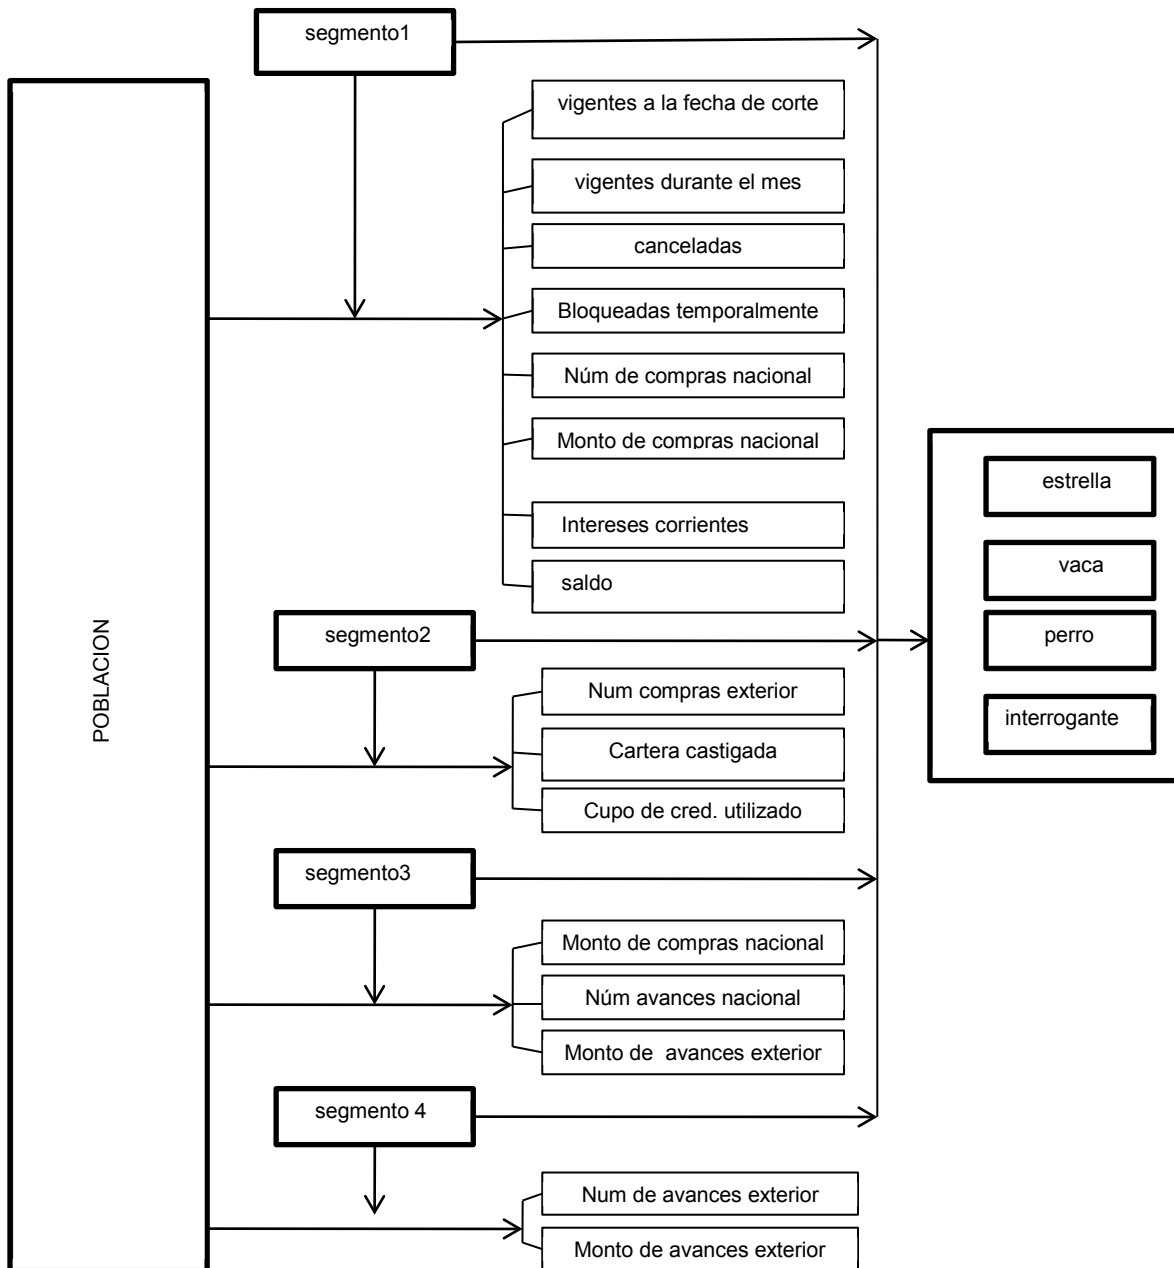 segmento1
vigentes a la fecha de corte
vigentes durante el mes
canceladas
Bloqueadas temporalmente
Núm de compras nacional
Monto de compras nacional
Intereses corrientes
saldo
POBLACION
segmento2
Num compras exterior
Cartera castigada
Cupo de cred. utilizado
segmento3
Monto de compras nacional
Núm avances nacional
Monto de  avances exterior
segmento 4
Num de avances exterior
Monto de avances exterior
estrella
vaca
perro
interrogante